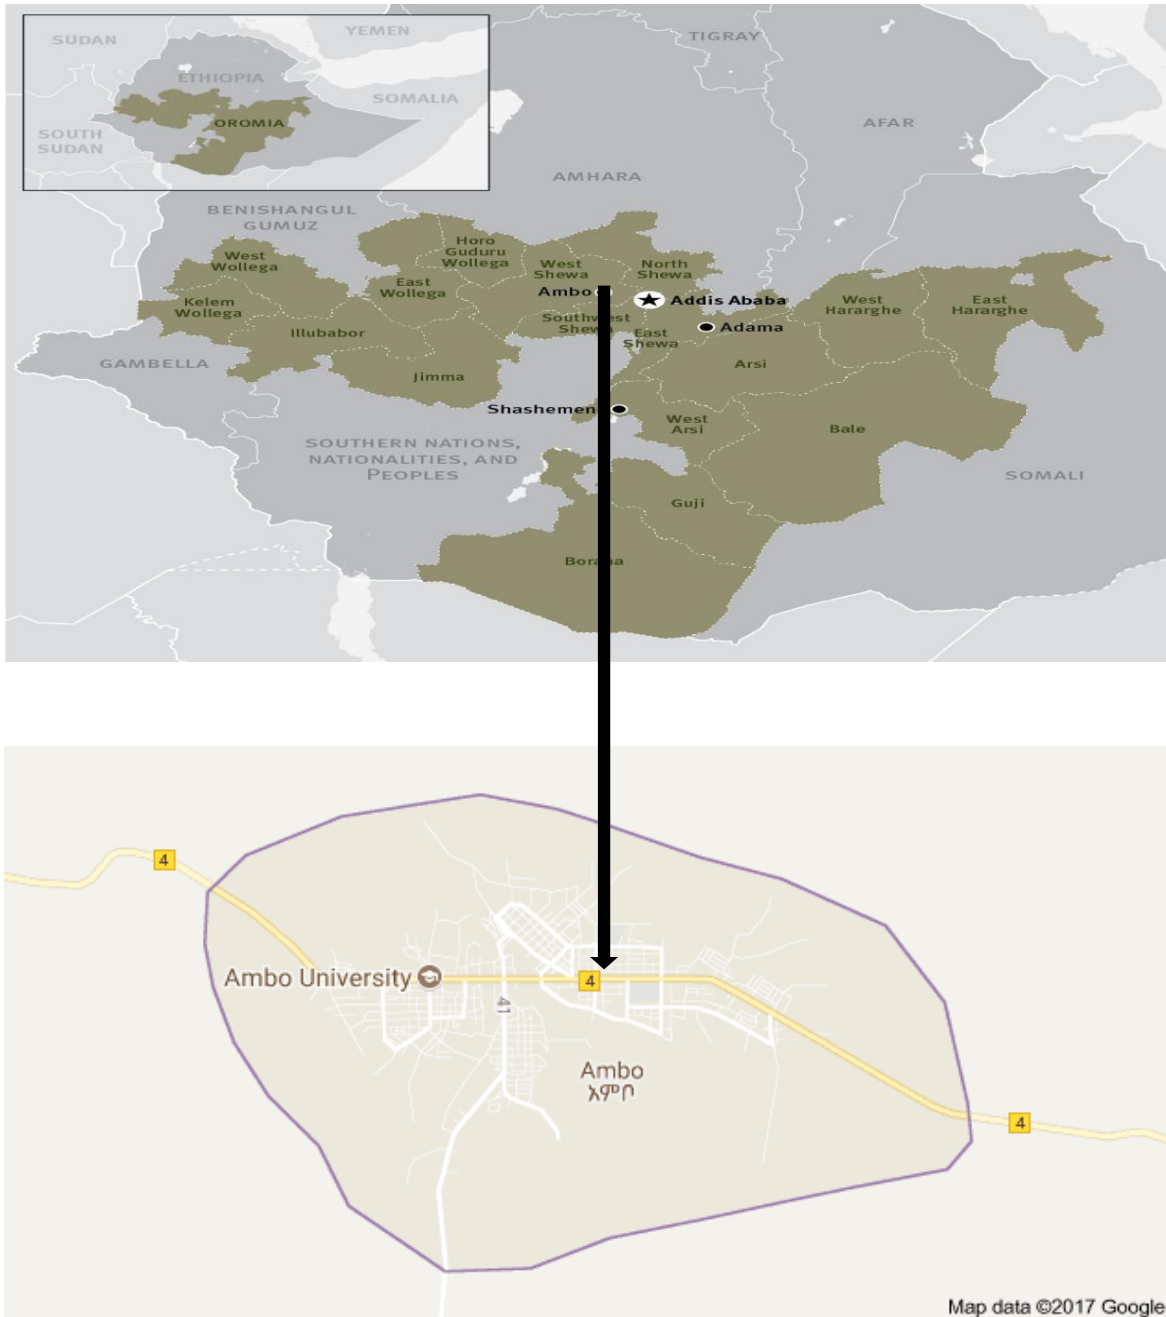 SUDAN
YEMEN
ETHIOPIA
SOMALIA
OROMIA
SOUTH
SUDAN
TIGRAY
AFAR
AMHARA
BENISHANGUL
GUMUZ
West
Wollega
Horo
Guduru
Wollega
West
Shewa
North
Shewa
East
Wollega
Ambo
Addis Ababa
Kelem
Wollega
West
Hararghe
East
Hararghe
Illubabor
Southwest
Shewa
East
Shewa
Adama
GAMBELLA
Jimma
Arsi
Shashemen
West
Arsi
Bale
SOUTHERN NATIONS,
NATIONALITIES, AND
PEOPLES
SOMALI
Guji
Borana
4
Ambo University
4
41
Ambo
አምቦ
4
Map data ©2017 Google